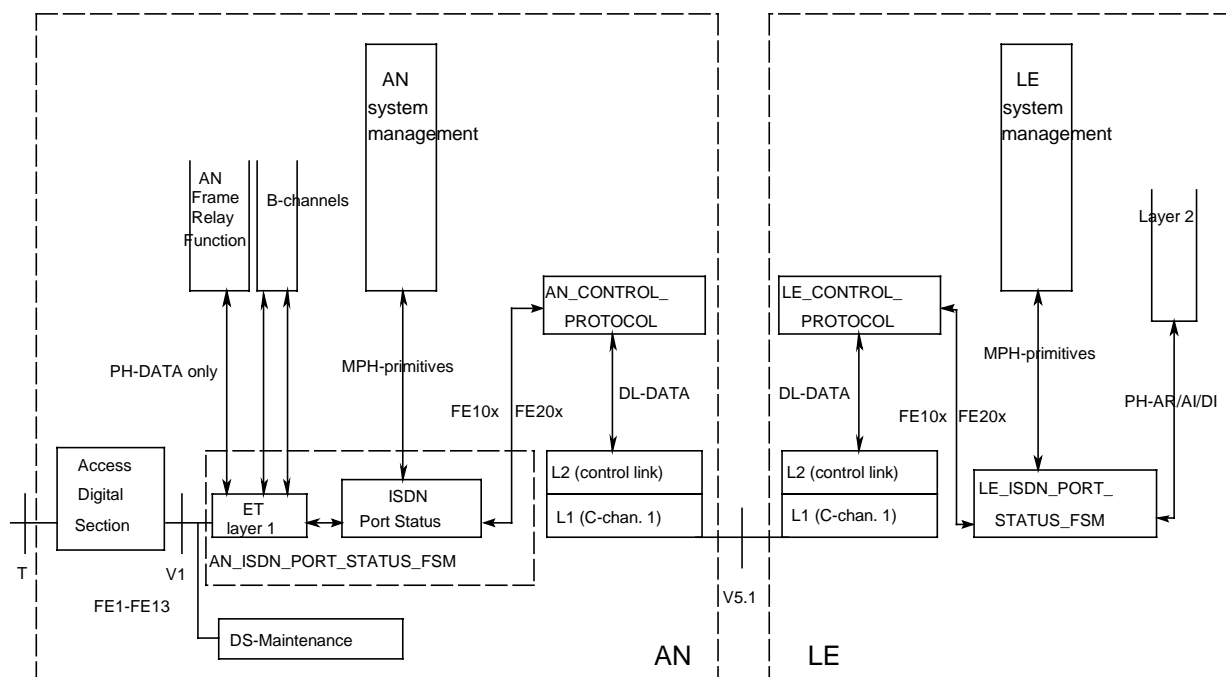 AN
system
management
LE
system
management
AN
Frame
Relay
Function
B-channels
Layer 2
AN_CONTROL_
PROTOCOL
LE_CONTROL_
PROTOCOL
PH-DATA only
MPH-primitives
MPH-primitives
FE10x
FE20x
DL-DATA
DL-DATA
FE10x
FE20x
PH-AR/AI/DI
Access
Digital
Section
ET
layer 1
ISDN
Port Status
L2 (control link)
L1 (C-chan. 1)
L2 (control link)
L1 (C-chan. 1)
LE_ISDN_PORT_
STATUS_FSM
AN_ISDN_PORT_STATUS_FSM
T
V1
V5.1
FE1-FE13
DS-Maintenance
AN
LE